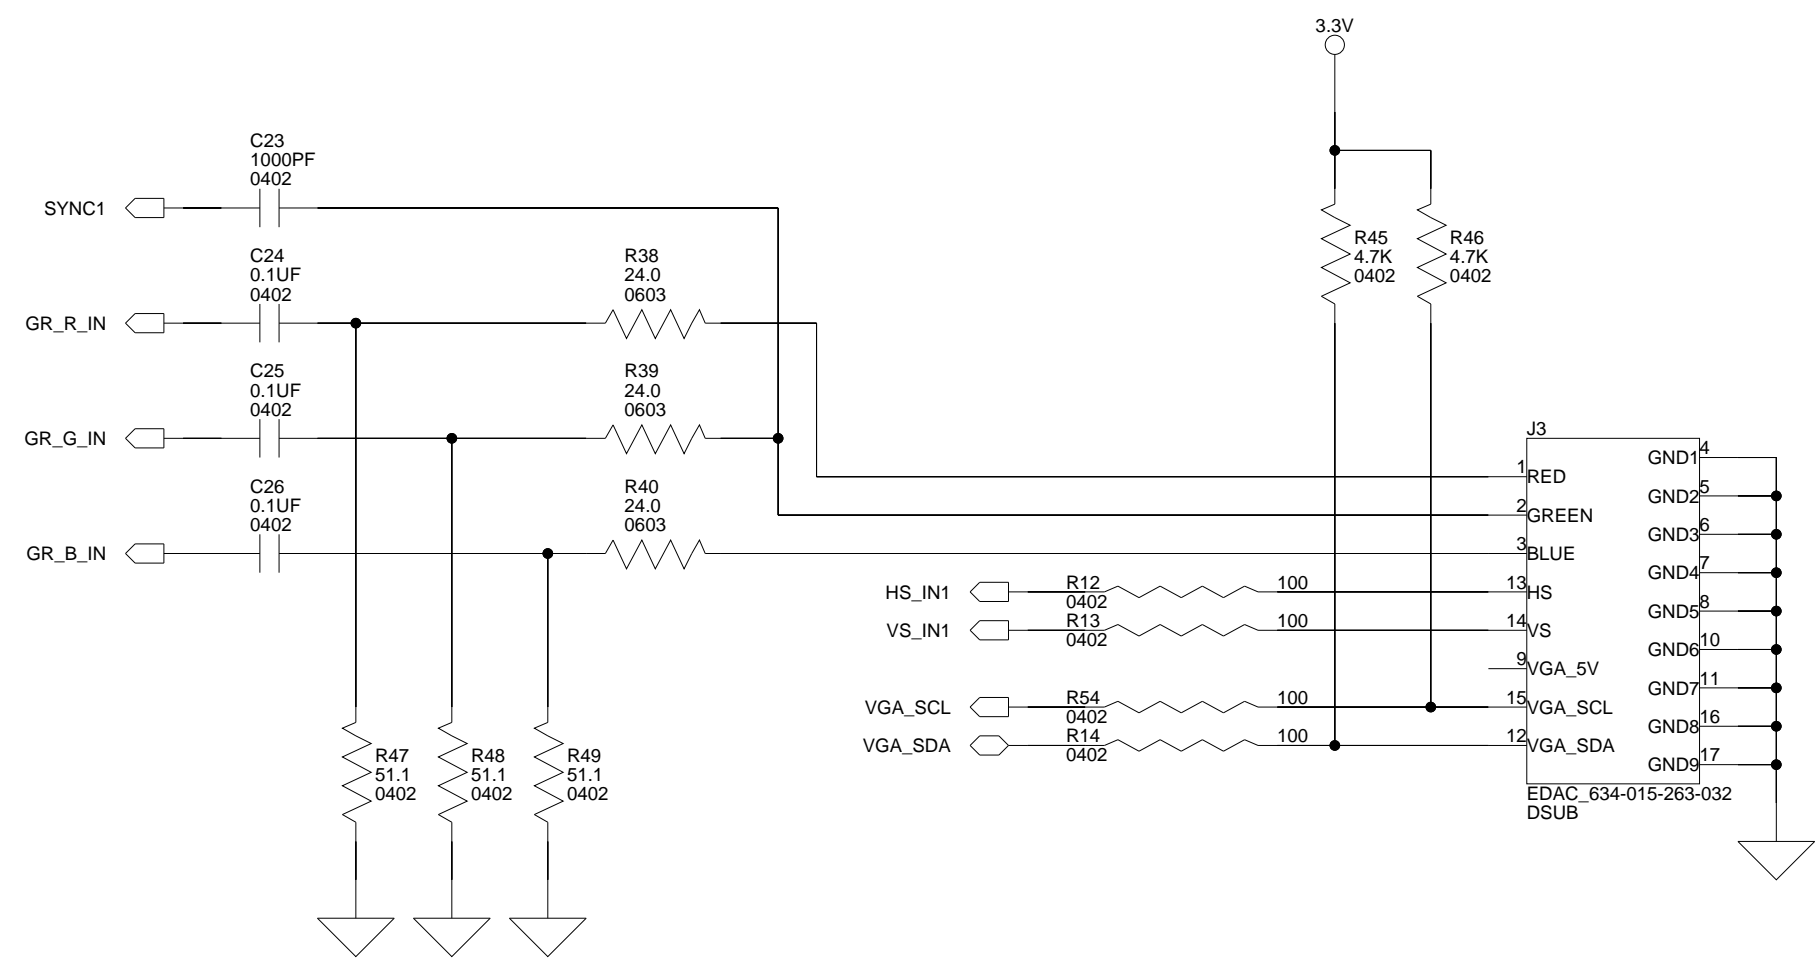 3.3V
C23
1000PF
0402
SYNC1
C24
0.1UF
0402
R38
24.0
0603
GR_R_IN
R45
4.7K
0402
R46
4.7K
0402
C25
0.1UF
0402
R39
24.0
0603
GR_G_IN
C26
0.1UF
0402
R40
24.0
0603
GR_B_IN
J3
1 RED
2 GREEN
3 BLUE
13 HS
14 VS
9 VGA_5V
15 VGA_SCL
12 VGA_SDA
GND1 4
GND2 5
GND3 6
GND4 7
GND5 8
GND6 10
GND7 11
GND8 16
GND9 17
EDAC_634-015-263-032
DSUB
HS_IN1
R12
0402
100
VS_IN1
R13
0402
100
VGA_SCL
R54
0402
100
VGA_SDA
R14
0402
100
R47
51.1
0402
R48
51.1
0402
R49
51.1
0402